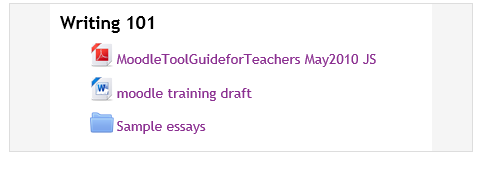 Writing 101
MoodleToolGuideforTeachers May2010 JS
moodle training draft
Sample essays